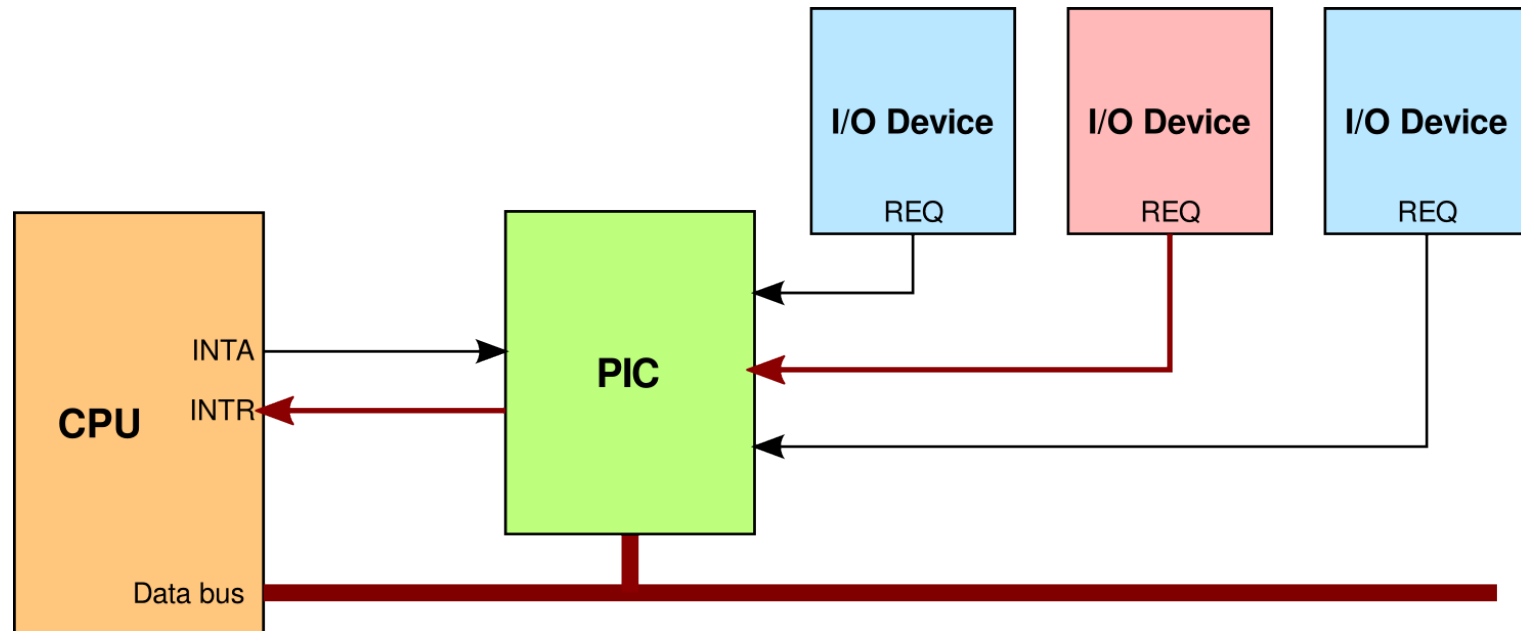 I/O Device
I/O Device
I/O Device
REQ
REQ
REQ
INTA
PIC
INTR
CPU
Data bus